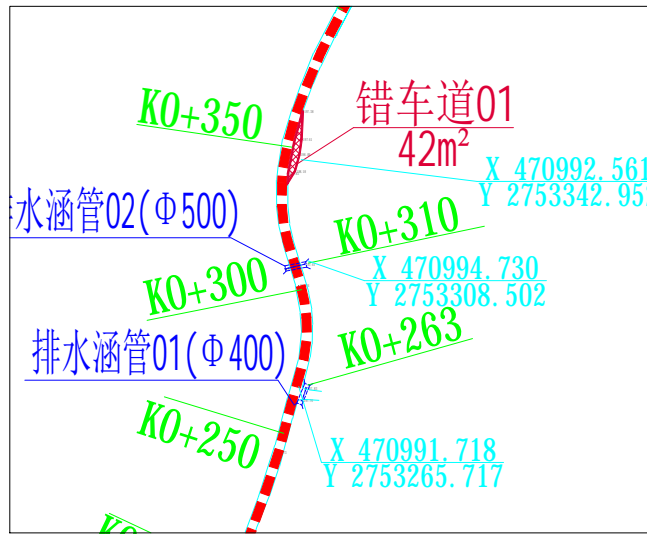 K0+350
错车道01
42m²
X 470992.561
Y 2753342.95
水涵管02(Φ500)
K0+310
X 470994.730
Y 2753308.502
K0+300
排水涵管01(Φ400)
K0+263
K0+250
X 470991.718
Y 2753265.717